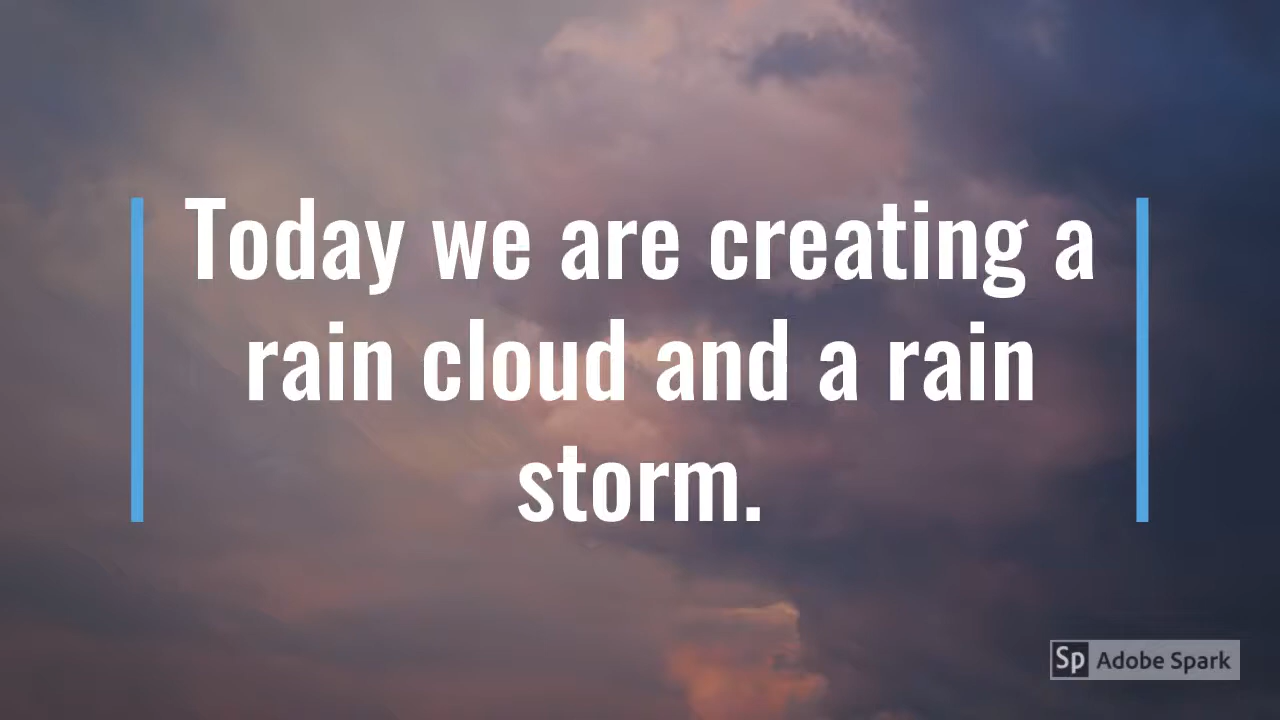 Today we are creating a
rain cloud and a rain
storm.
Sp Adobe Spark